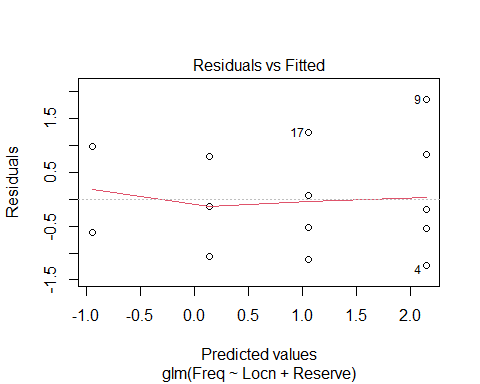 Residuals vs Fitted
Residuals
1.5
0.5
-0.5
-1.5
9
17
4
-1.0 -0.5 0.0 0.5 1.0 1.5 2.0
Predicted values
glm(Freq ~ Locn + Reserve)